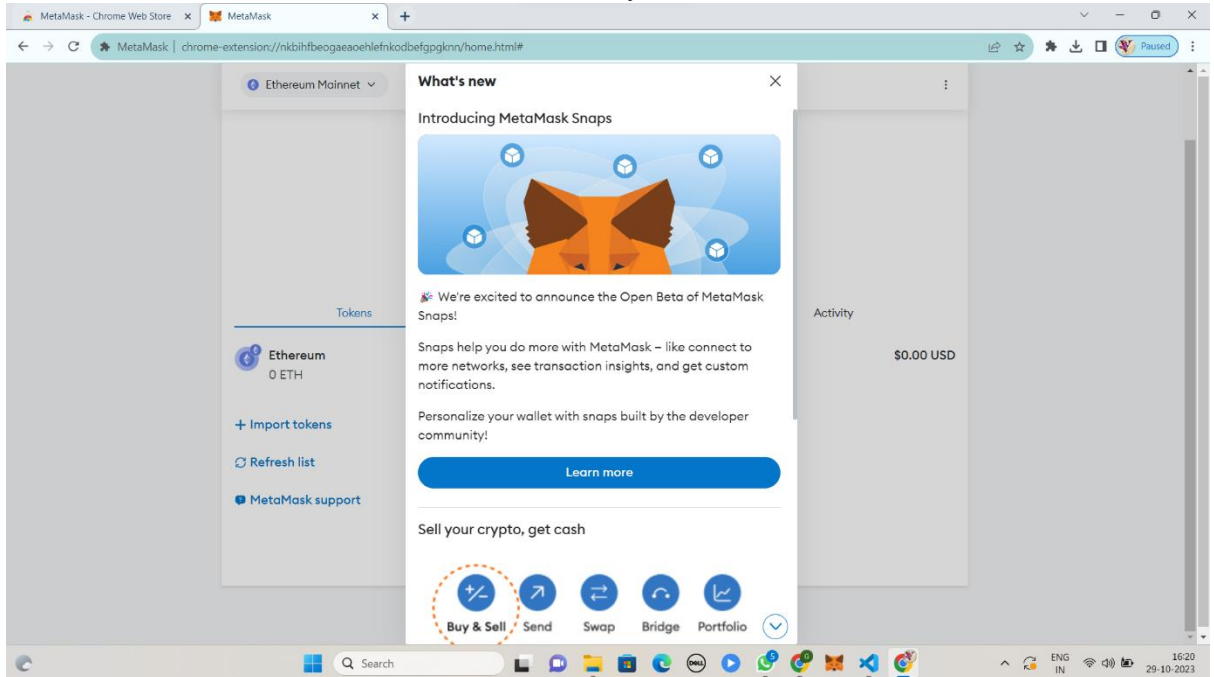 MetaMask - Chrome Web Store
MetaMask
MetaMask | chrome-extension://nkbihfbeogaeaoehlefnkodbefgpgknn/home.html#
Paused
Ethereum Mainnet
What's new
Introducing MetaMask Snaps
🎉 We're excited to announce the Open Beta of MetaMask
Snaps!
Tokens
Activity
Snaps help you do more with MetaMask – like connect to
more networks, see transaction insights, and get custom
notifications.
Ethereum
0 ETH
$0.00 USD
Personalize your wallet with snaps built by the developer
community!
+ Import tokens
Refresh list
MetaMask support
Learn more
Sell your crypto, get cash
Buy & Sell Send Swap Bridge Portfolio
Search
DELL
ENG
IN
16:20
29-10-2023